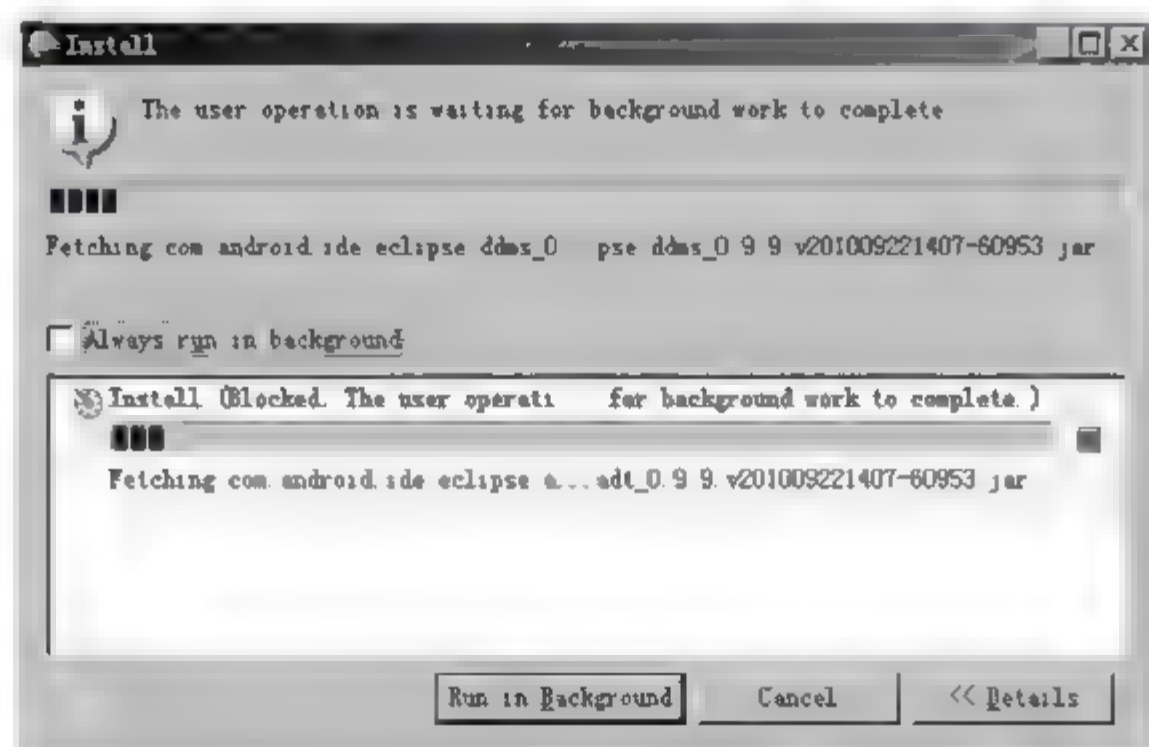 Install
The user operation is waiting for background work to complete
Fetching com android ide eclipse ddms_0 pse ddms_0 9 9 v201009221407-60953 jar
Always run in background
Install (Blocked. The user operati for background work to complete.)
Fetching com.android.ide eclipse a...adt_0.9 9.v201009221407-60953 jar
Run in Background Cancel << Details